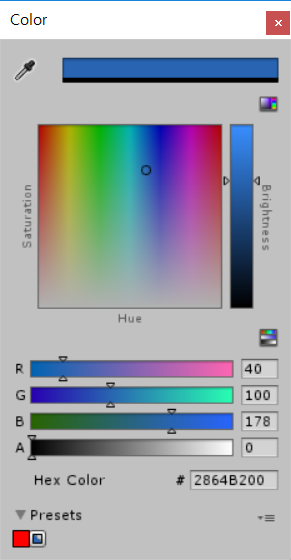 Color
Saturation
Brightness
Hue
R 40
G 100
B 178
A 0
Hex Color # 2864B200
Presets